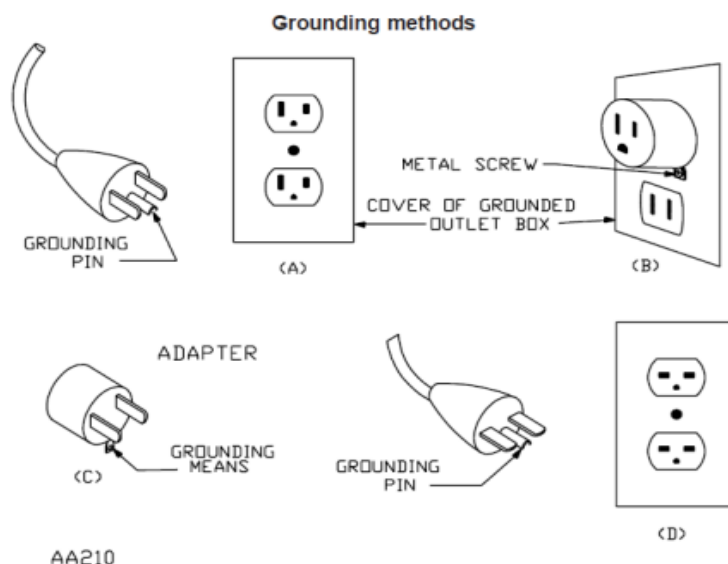 Grounding methods
METAL SCREW
COVER OF GROUNDED
OUTLET BOX
GROUNDING
PIN
(A)
(B)
ADAPTER
GROUNDING
MEANS
(C)
GROUNDING
PIN
(D)
AA210